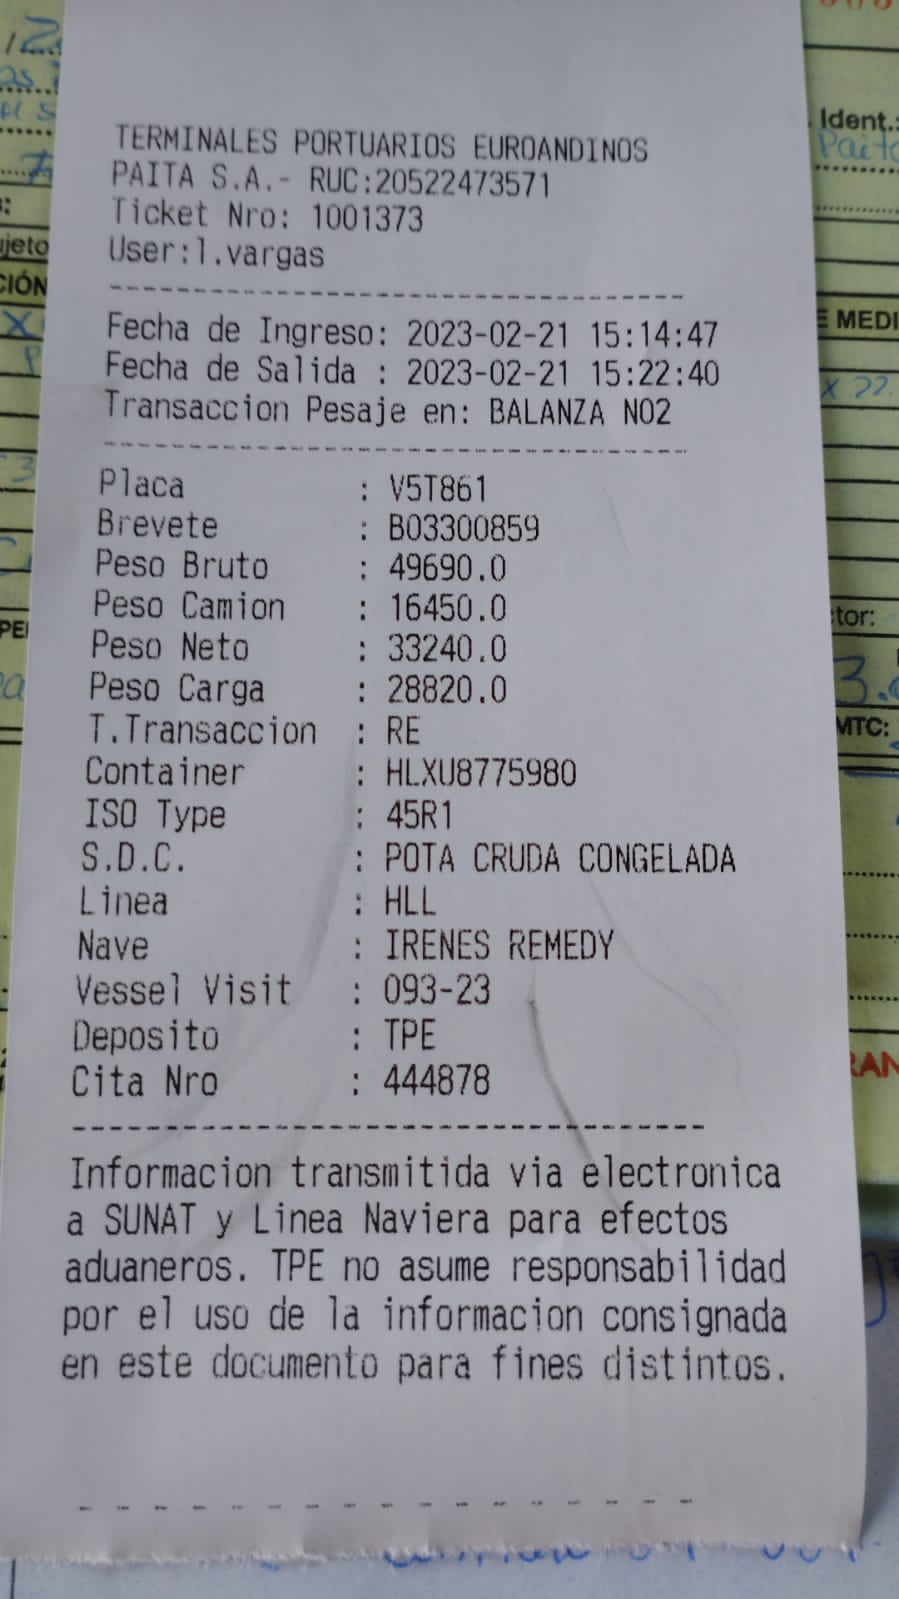 TERMINALES PORTUARIOS EUROANDINOS
PAITA S.A.- RUC:20522473571
Ticket Nro: 1001373
User:l.vargas
---------------------------------
Fecha de Ingreso: 2023-02-21 15:14:47
Fecha de Salida : 2023-02-21 15:22:40
Transaccion Pesaje en: BALANZA NO2
---------------------------------
Placa : V5T861
Brevete : B03300859
Peso Bruto : 49690.0
Peso Camion : 16450.0
Peso Neto : 33240.0
Peso Carga : 28820.0
T.Transaccion : RE
Container : HLXU8775980
ISO Type : 45R1
S.D.C. : POTA CRUDA CONGELADA
Linea : HLL
Nave : IRENES REMEDY
Vessel Visit : 093-23
Deposito : TPE
Cita Nro : 444878
------------------------------------
Informacion transmitida via electronica
a SUNAT y Linea Naviera para efectos
aduaneros. TPE no asume responsabilidad
por el uso de la informacion consignada
en este documento para fines distintos.
- - - - - - - - - - - - - - - - -
Ident.:
MTC: